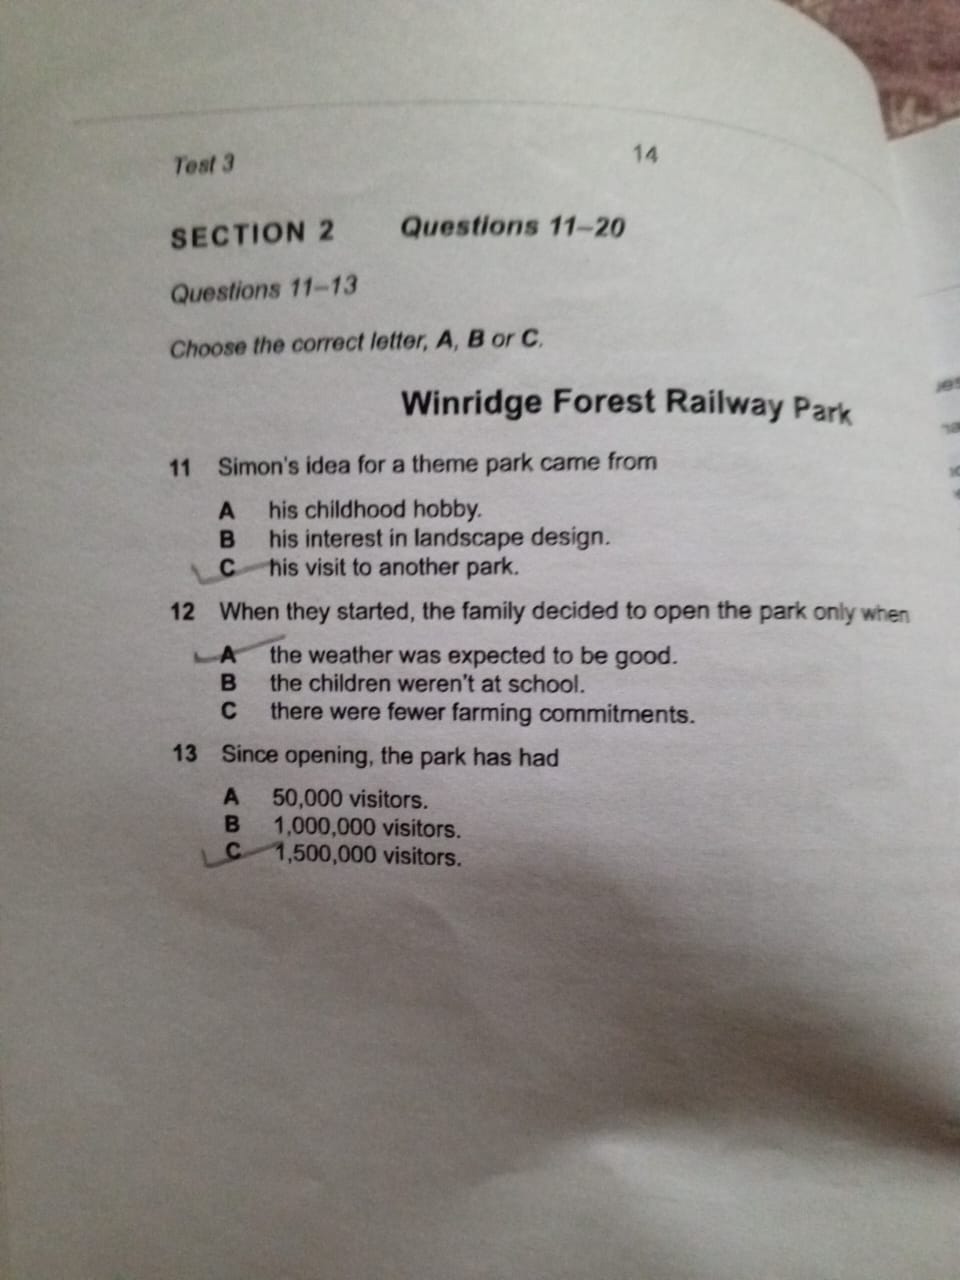 Test 3
14
SECTION 2 Questions 11–20
Questions 11–13
Choose the correct letter, A, B or C.
Winridge Forest Railway Park
11 Simon's idea for a theme park came from
A his childhood hobby.
B his interest in landscape design.
C his visit to another park.
12 When they started, the family decided to open the park only when
A the weather was expected to be good.
B the children weren't at school.
C there were fewer farming commitments.
13 Since opening, the park has had
A 50,000 visitors.
B 1,000,000 visitors.
C 1,500,000 visitors.